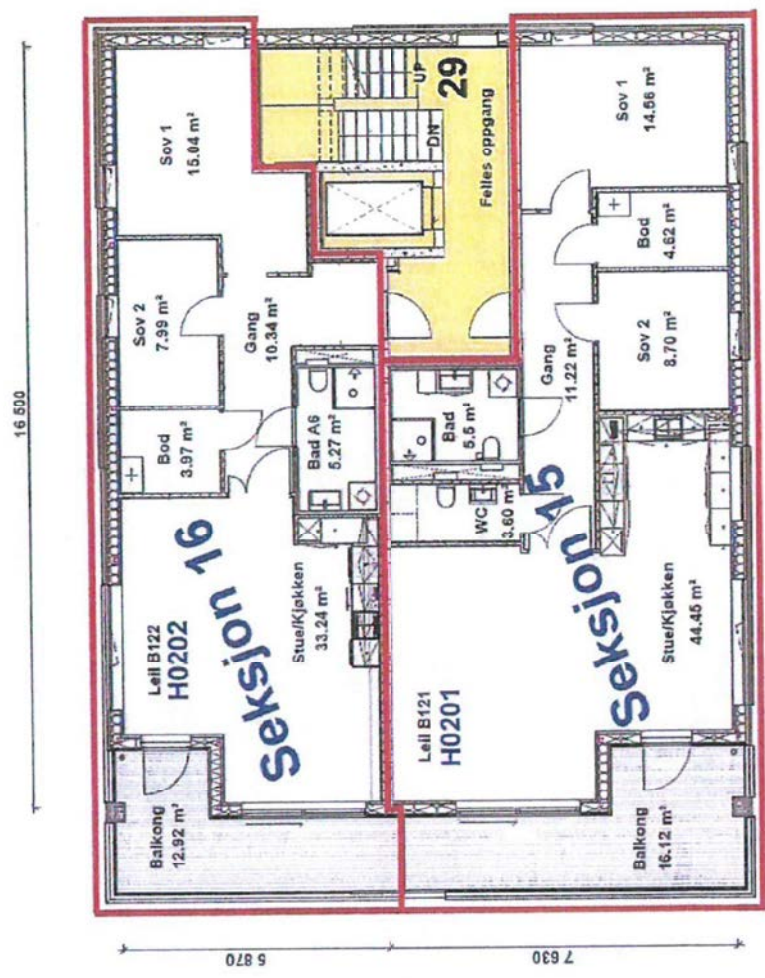 16 500
5 870
7 630
Sov 1
15.04 m²
Sov 2
7.99 m²
Gang
10.34 m²
Bod
3.97 m²
Bad A6
5.27 m²
Leil B122
H0202
Seksjon 16
Stue/Kjøkken
33.24 m²
Balkong
12.92 m²
UP
DN
29
Felles oppgang
Sov 1
14.56 m²
Bod
4.62 m²
Sov 2
8.70 m²
Gang
11.22 m²
Bad
5.5 m²
WC
3.60 m²
Leil B121
H0201
Seksjon 15
Stue/Kjøkken
44.45 m²
Balkong
16.12 m²